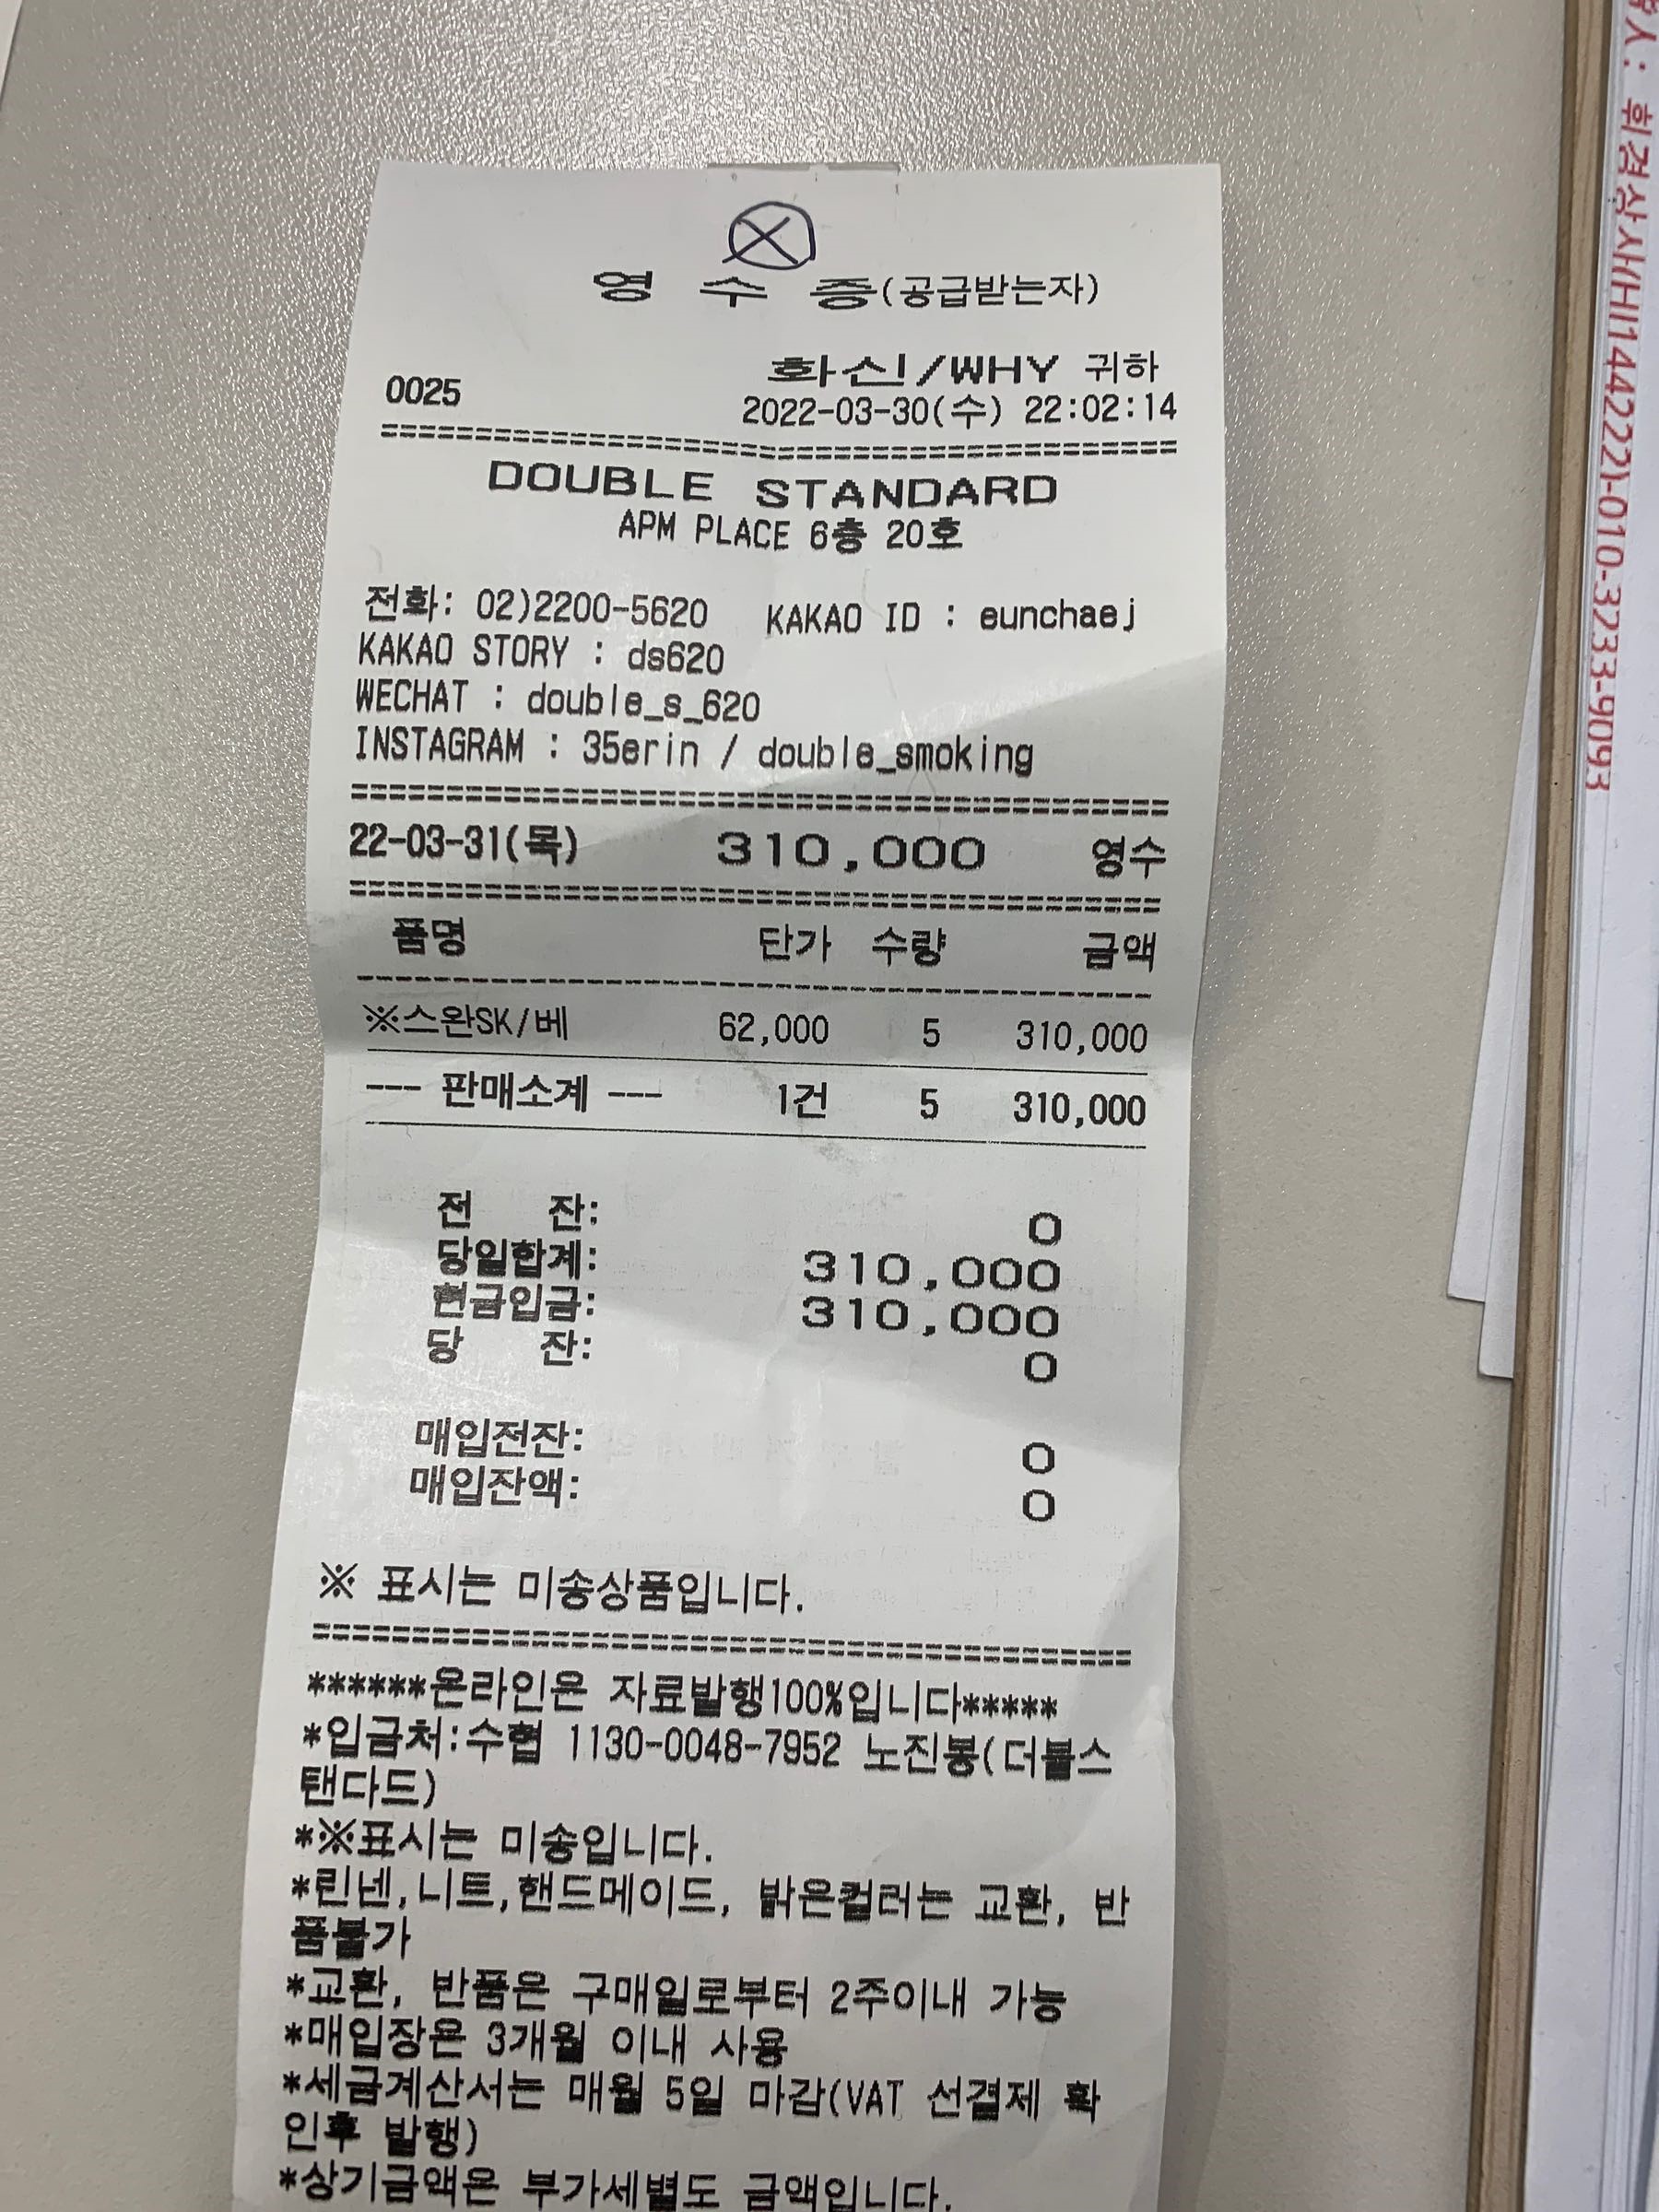 영 수 증(공급받는자)
화신/WHY 귀하
0025 2022-03-30(수) 22:02:14
========================================
DOUBLE STANDARD
APM PLACE 6층 20호
전화: 02)2200-5620 KAKAO ID : eunchaej
KAKAO STORY : ds620
WECHAT : double_s_620
INSTAGRAM : 35erin / double_smoking
========================================
22-03-31(목) 310,000 영수
========================================
품명 단가 수량 금액
----------------------------------------
※스완SK/베 62,000 5 310,000
--- 판매소계 --- 1건 5 310,000
전 잔: 0
당일합계: 310,000
현금입금: 310,000
당 잔: 0
매입전잔: 0
매입잔액: 0
※ 표시는 미송상품입니다.
========================================
******온라인은 자료발행100%입니다*****
*입금처:수협 1130-0048-7952 노진봉(더블스
탠다드)
*※표시는 미송입니다.
*린넨,니트,핸드메이드, 밝은컬러는 교환, 반
품불가
*교환, 반품은 구매일로부터 2주이내 가능
*매입장은 3개월 이내 사용
*세금계산서는 매월 5일 마감(VAT 선결제 확
인후 발행)
*상기금액은 부가세별도 금액입니다.
: 휘경상사(HI14422)-010-3233-9093